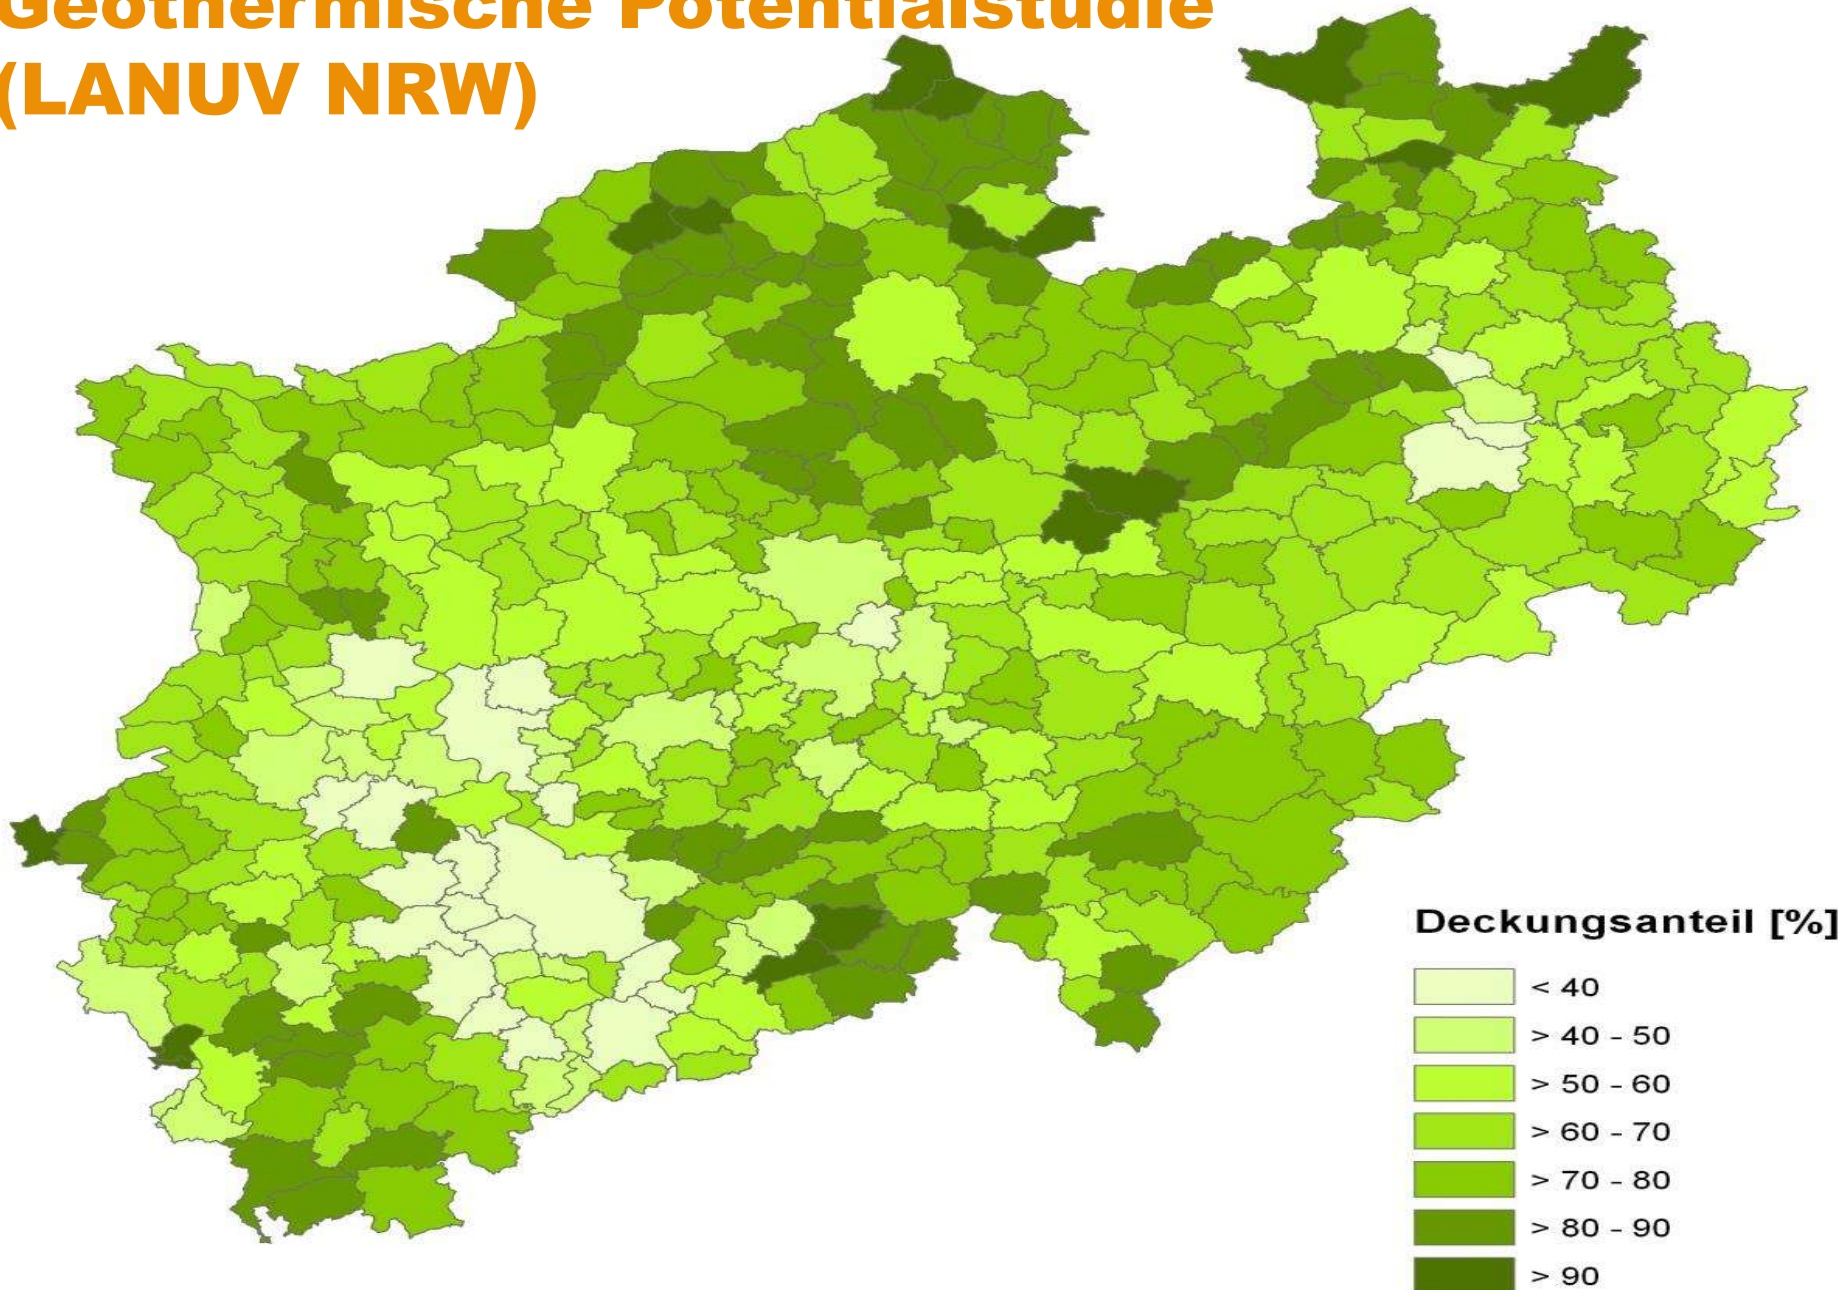 Geothermische Potentialstudie
(LANUV NRW)
Deckungsanteil [%]
< 40
> 40 - 50
> 50 - 60
> 60 - 70
> 70 - 80
> 80 - 90
> 90